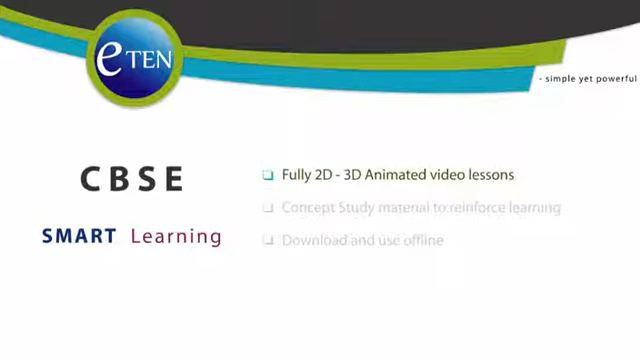 eTEN
- simple yet powerful
CBSE
SMART Learning
Fully 2D - 3D Animated video lessons
Concept Study material to reinforce learning
Download and use offline